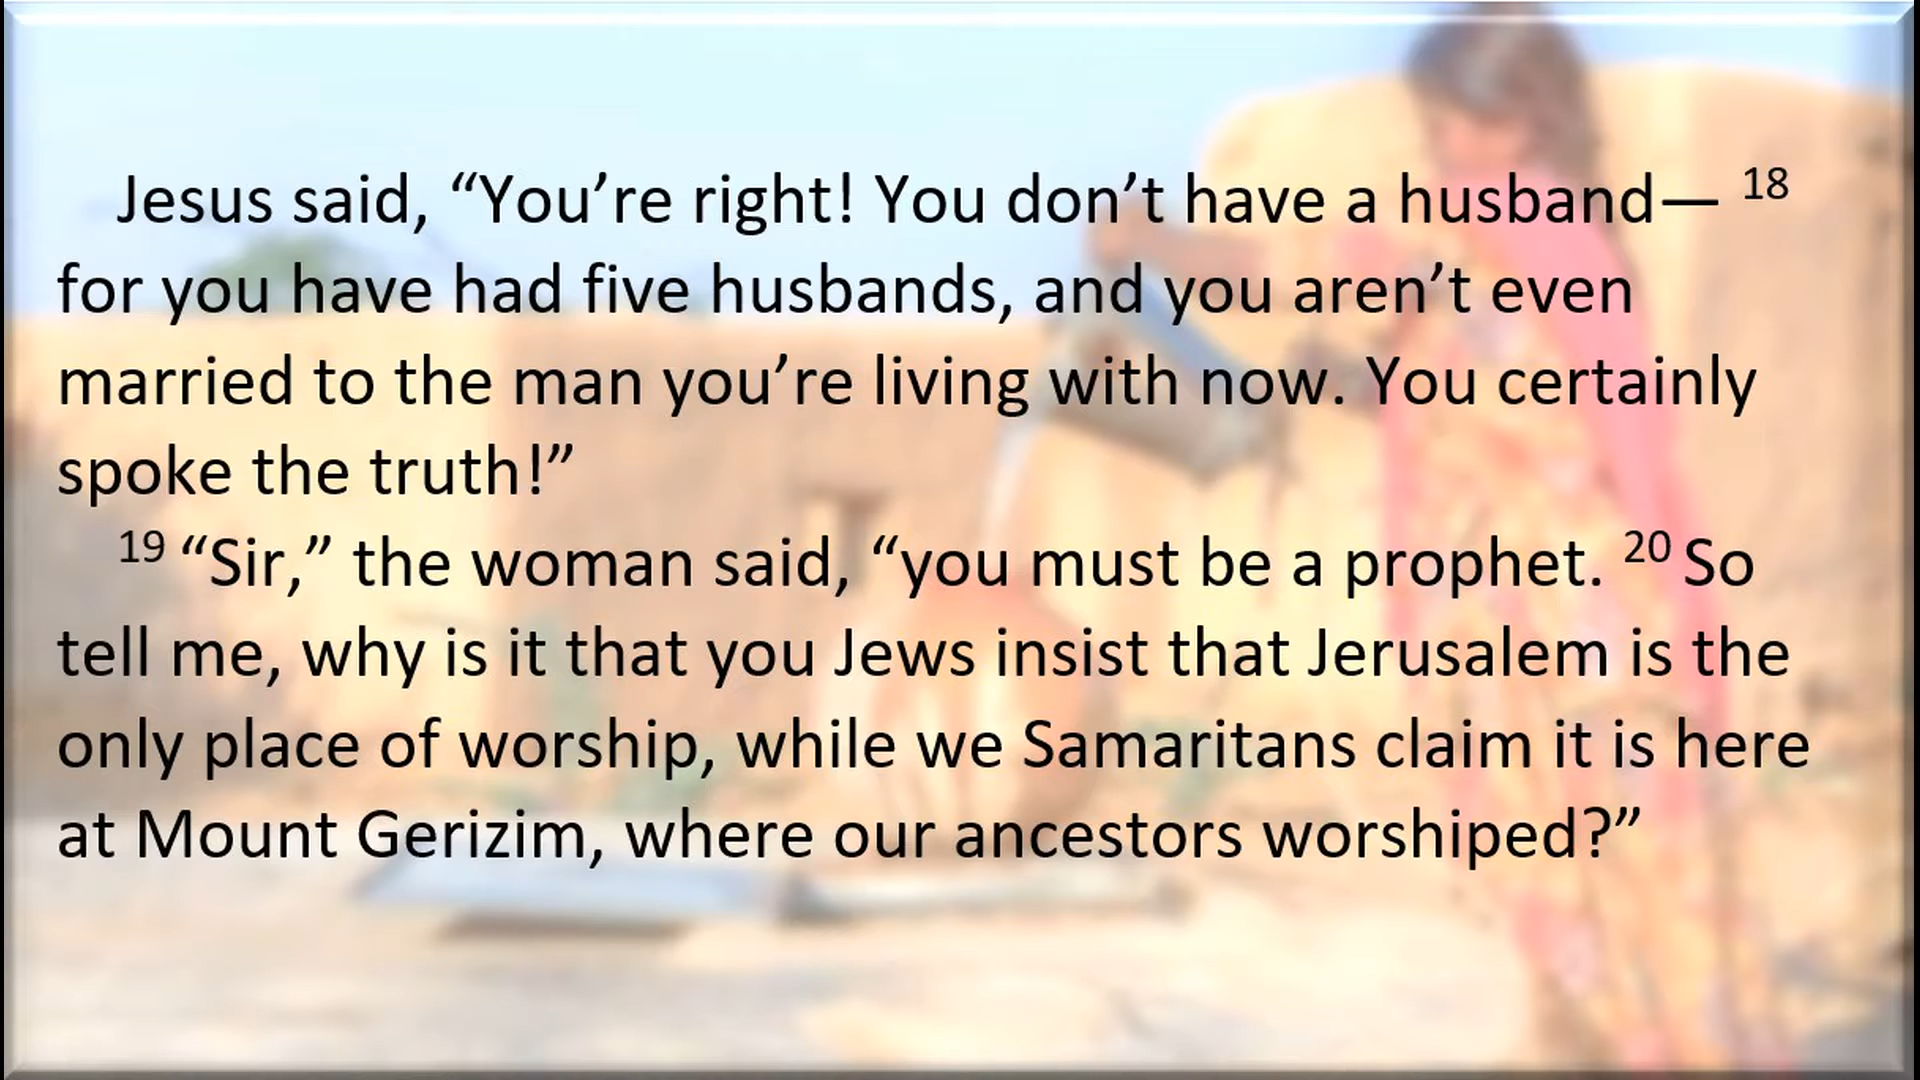 Jesus said, “You’re right! You don’t have a husband— 18
for you have had five husbands, and you aren’t even
married to the man you’re living with now. You certainly
spoke the truth!”
19 “Sir,” the woman said, “you must be a prophet. 20 So
tell me, why is it that you Jews insist that Jerusalem is the
only place of worship, while we Samaritans claim it is here
at Mount Gerizim, where our ancestors worshiped?”